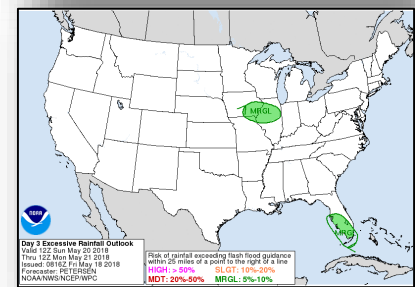 MRGL
MRGL
NOAA
Day 3 Excessive Rainfall Outlook
Valid 12Z Sun May 20 2018
Thru 12Z Mon May 21 2018
Issued: 0816Z Fri May 18 2018
Forecaster: PETERSEN
NOAA/NWS/NCEP/WPC
Risk of rainfall exceeding flash flood guidance
within 25 miles of a point to the right of a line
HIGH: > 50% SLGT: 10%-20%
MDT: 20%-50% MRGL: 5%-10%